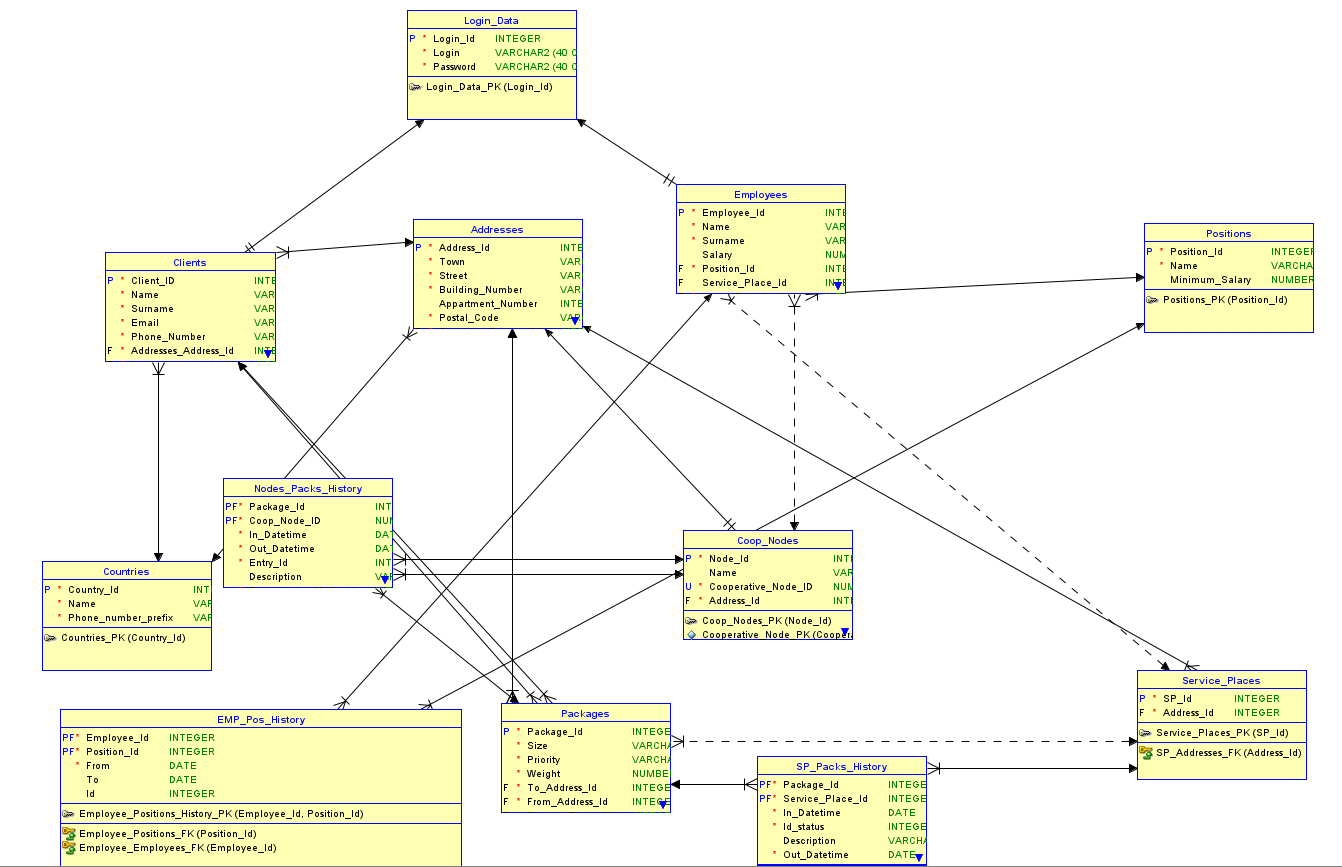 Login_Data
P * Login_Id INTEGER
* Login VARCHAR2 (40 C
* Password VARCHAR2 (40 C
Login_Data_PK (Login_Id)
Employees
P * Employee_Id INTE
* Name VAR
* Surname VAR
Salary NUM
F * Position_Id INTE
F Service_Place_Id INTE
Addresses
P * Address_Id INTE
* Town VAR
* Street VAR
* Building_Number VAR
Appartment_Number INTE
* Postal_Code VAR
Positions
P * Position_Id INTEGER
* Name VARCHA
Minimum_Salary NUMBER
Positions_PK (Position_Id)
Clients
P * Client_ID INTE
* Name VAR
* Surname VAR
* Email VAR
* Phone_Number VAR
F * Addresses_Address_Id INTE
Nodes_Packs_History
PF* Package_Id INT
PF* Coop_Node_ID NUM
* In_Datetime DAT
* Out_Datetime DAT
* Entry_Id INT
Description VAR
Coop_Nodes
P * Node_Id INTE
Name VAR
U * Cooperative_Node_ID NUM
F * Address_Id INTE
Coop_Nodes_PK (Node_Id)
Cooperative_Node_PK (Cooper
Countries
P * Country_Id INT
* Name VAR
* Phone_number_prefix VAR
Countries_PK (Country_Id)
Service_Places
P * SP_Id INTEGER
F * Address_Id INTEGER
Service_Places_PK (SP_Id)
SP_Addresses_FK (Address_Id)
EMP_Pos_History
PF* Employee_Id INTEGER
PF* Position_Id INTEGER
* From DATE
To DATE
Id INTEGER
Employee_Positions_History_PK (Employee_Id, Position_Id)
Employee_Positions_FK (Position_Id)
Employee_Employees_FK (Employee_Id)
Packages
P * Package_Id INTEGE
* Size VARCHA
* Priority VARCHA
* Weight NUMBE
F * To_Address_Id INTEGE
F * From_Address_Id INTEGE
SP_Packs_History
PF* Package_Id INTEGE
PF* Service_Place_Id INTEGE
* In_Datetime DATE
* Id_status INTEGE
Description VARCHA
* Out_Datetime DATE